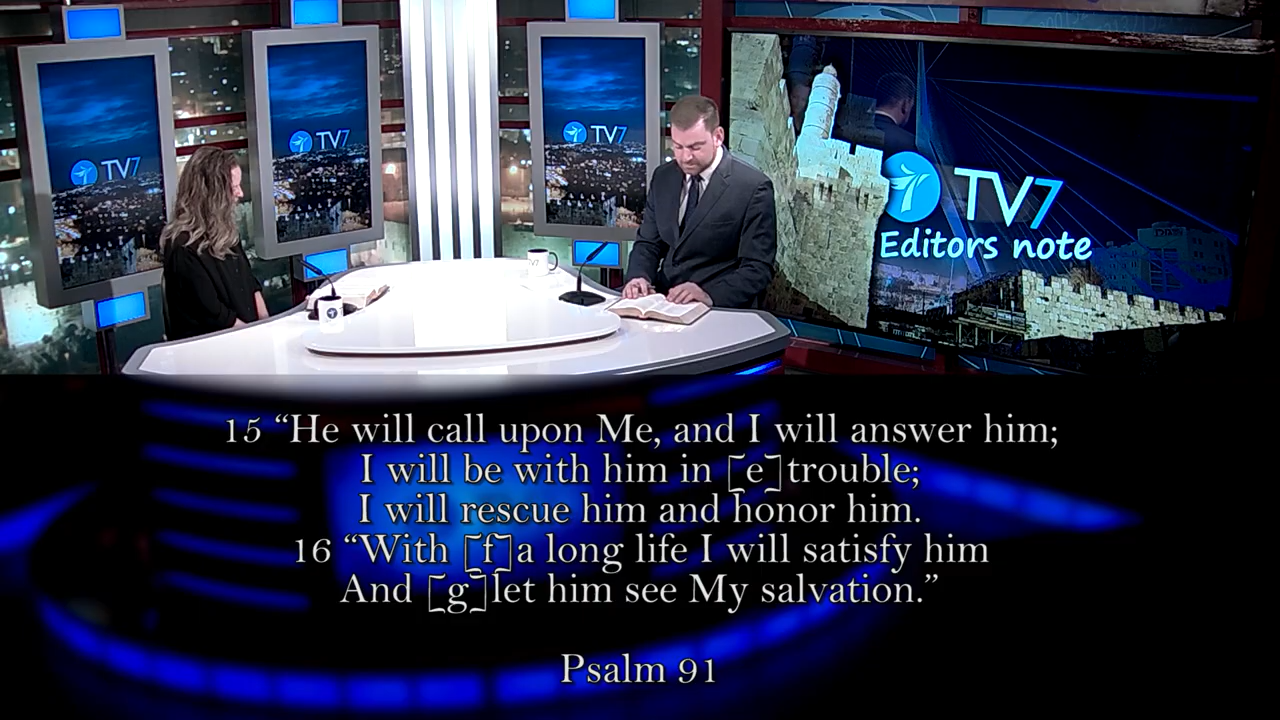 TV7
TV7
TV7
TV7
Editors note
TV7
15 “He will call upon Me, and I will answer him;
I will be with him in [e]trouble;
I will rescue him and honor him.
16 “With [f]a long life I will satisfy him
And [g]let him see My salvation.”
Psalm 91